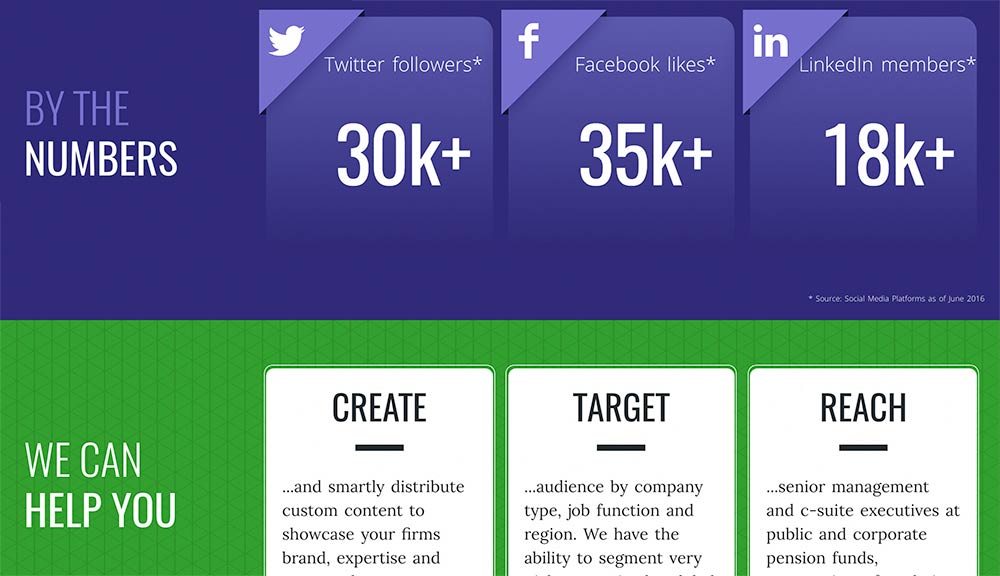 BY THE
NUMBERS
Twitter followers*
30k+
Facebook likes*
35k+
LinkedIn members*
18k+
* Source: Social Media Platforms as of June 2016
WE CAN
HELP YOU
CREATE
...and smartly distribute
custom content to
showcase your firms
brand, expertise and
TARGET
...audience by company
type, job function and
region. We have the
ability to segment very
REACH
...senior management
and c-suite executives at
public and corporate
pension funds,